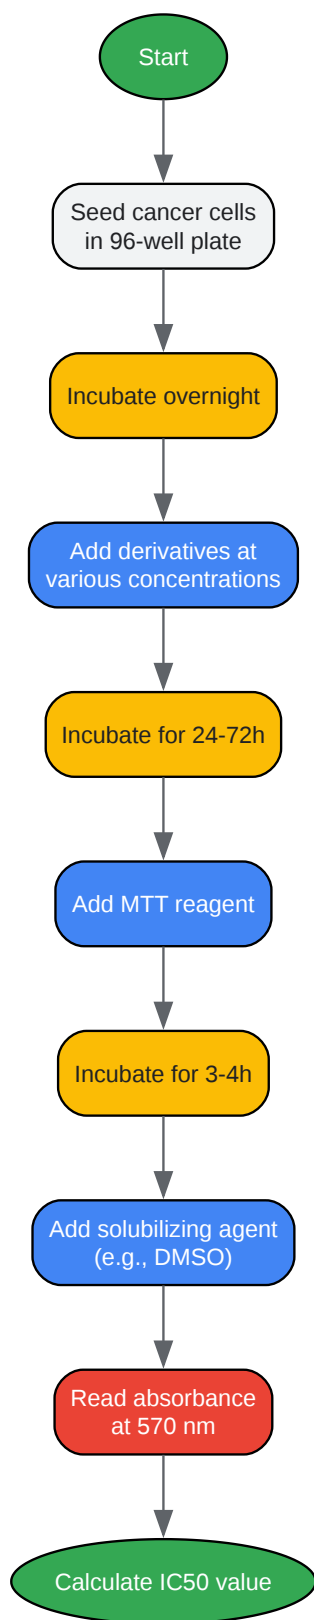 Start
Seed cancer cells
in 96-well plate
Incubate overnight
Add derivatives at
various concentrations
Incubate for 24-72h
Add MTT reagent
Incubate for 3-4h
Add solubilizing agent
(e.g., DMSO)
Read absorbance
at 570 nm
Calculate IC50 value